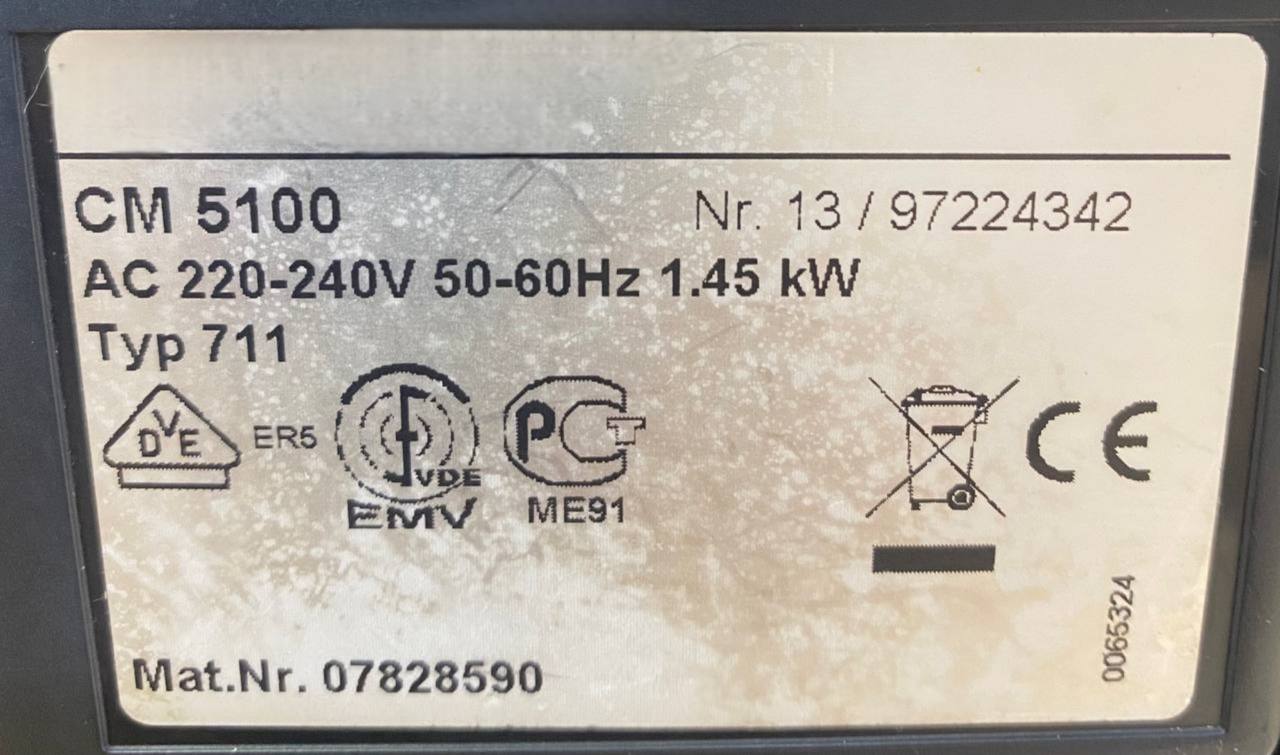 CM 5100
Nr. 13 / 97224342
AC 220-240V 50-60Hz 1.45 kW
Typ 711
DVE
ER5
VDE
EMV
PCT
ME91
CE
Mat.Nr. 07828590
0065324